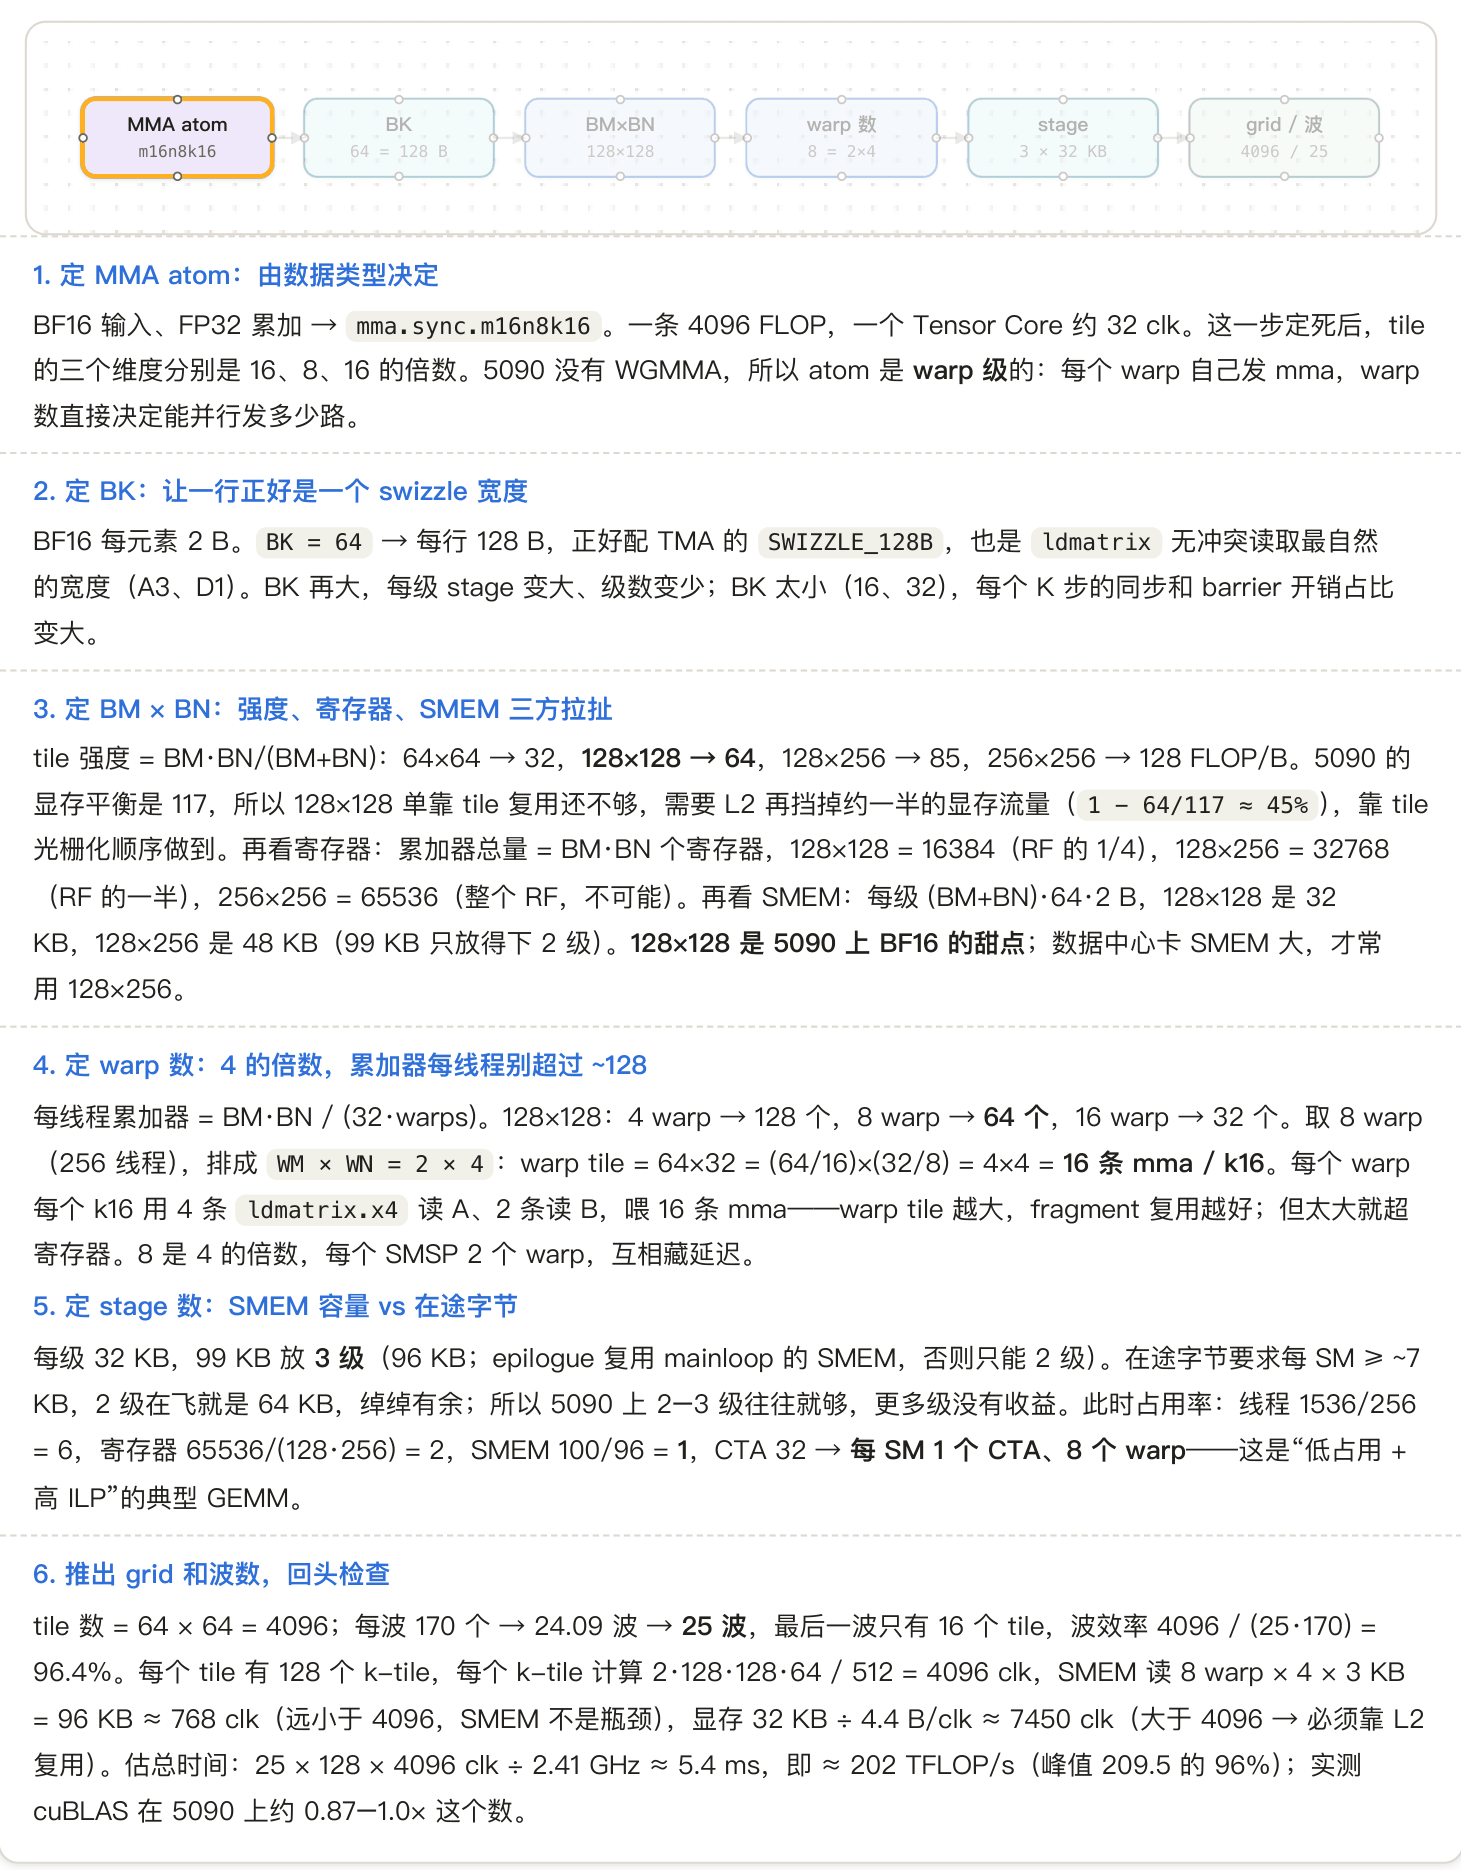 MMA atom
m16n8k16
BK
64 = 128 B
BM×BN
128×128
warp 数
8 = 2×4
stage
3 × 32 KB
grid / 波
4096 / 25
1. 定 MMA atom：由数据类型决定
BF16 输入、FP32 累加 → mma.sync.m16n8k16。一条 4096 FLOP，一个 Tensor Core 约 32 clk。这一步定死后，tile
的三个维度分别是 16、8、16 的倍数。5090 没有 WGMMA，所以 atom 是 warp 级的：每个 warp 自己发 mma，warp
数直接决定能并行发多少路。
2. 定 BK：让一行正好是一个 swizzle 宽度
BF16 每元素 2 B。BK = 64 → 每行 128 B，正好配 TMA 的 SWIZZLE_128B，也是 ldmatrix 无冲突读取最自然
的宽度（A3、D1）。BK 再大，每级 stage 变大、级数变少；BK 太小（16、32），每个 K 步的同步和 barrier 开销占比
变大。
3. 定 BM × BN：强度、寄存器、SMEM 三方拉扯
tile 强度 = BM·BN/(BM+BN)：64×64 → 32，128×128 → 64，128×256 → 85，256×256 → 128 FLOP/B。5090 的
显存平衡是 117，所以 128×128 单靠 tile 复用还不够，需要 L2 再挡掉约一半的显存流量（1 − 64/117 ≈ 45%），靠 tile
光栅化顺序做到。再看寄存器：累加器总量 = BM·BN 个寄存器，128×128 = 16384（RF 的 1/4），128×256 = 32768
（RF 的一半），256×256 = 65536（整个 RF，不可能）。再看 SMEM：每级 (BM+BN)·64·2 B，128×128 是 32
KB，128×256 是 48 KB（99 KB 只放得下 2 级）。128×128 是 5090 上 BF16 的甜点；数据中心卡 SMEM 大，才常
用 128×256。
4. 定 warp 数：4 的倍数，累加器每线程别超过 ~128
每线程累加器 = BM·BN / (32·warps)。128×128：4 warp → 128 个，8 warp → 64 个，16 warp → 32 个。取 8 warp
（256 线程），排成 WM × WN = 2 × 4：warp tile = 64×32 = (64/16)×(32/8) = 4×4 = 16 条 mma / k16。每个 warp
每个 k16 用 4 条 ldmatrix.x4 读 A、2 条读 B，喂 16 条 mma——warp tile 越大，fragment 复用越好；但太大就超
寄存器。8 是 4 的倍数，每个 SMSP 2 个 warp，互相藏延迟。
5. 定 stage 数：SMEM 容量 vs 在途字节
每级 32 KB，99 KB 放 3 级（96 KB；epilogue 复用 mainloop 的 SMEM，否则只能 2 级）。在途字节要求每 SM ≥ ~7
KB，2 级在飞就是 64 KB，绰绰有余；所以 5090 上 2–3 级往往就够，更多级没有收益。此时占用率：线程 1536/256
= 6，寄存器 65536/(128·256) = 2，SMEM 100/96 = 1，CTA 32 → 每 SM 1 个 CTA、8 个 warp——这是“低占用 +
高 ILP”的典型 GEMM。
6. 推出 grid 和波数，回头检查
tile 数 = 64 × 64 = 4096；每波 170 个 → 24.09 波 → 25 波，最后一波只有 16 个 tile，波效率 4096 / (25·170) =
96.4%。每个 tile 有 128 个 k-tile，每个 k-tile 计算 2·128·128·64 / 512 = 4096 clk，SMEM 读 8 warp × 4 × 3 KB
= 96 KB ≈ 768 clk（远小于 4096，SMEM 不是瓶颈），显存 32 KB ÷ 4.4 B/clk ≈ 7450 clk（大于 4096 → 必须靠 L2
复用）。估总时间：25 × 128 × 4096 clk ÷ 2.41 GHz ≈ 5.4 ms，即 ≈ 202 TFLOP/s（峰值 209.5 的 96%）；实测
cuBLAS 在 5090 上约 0.87–1.0× 这个数。